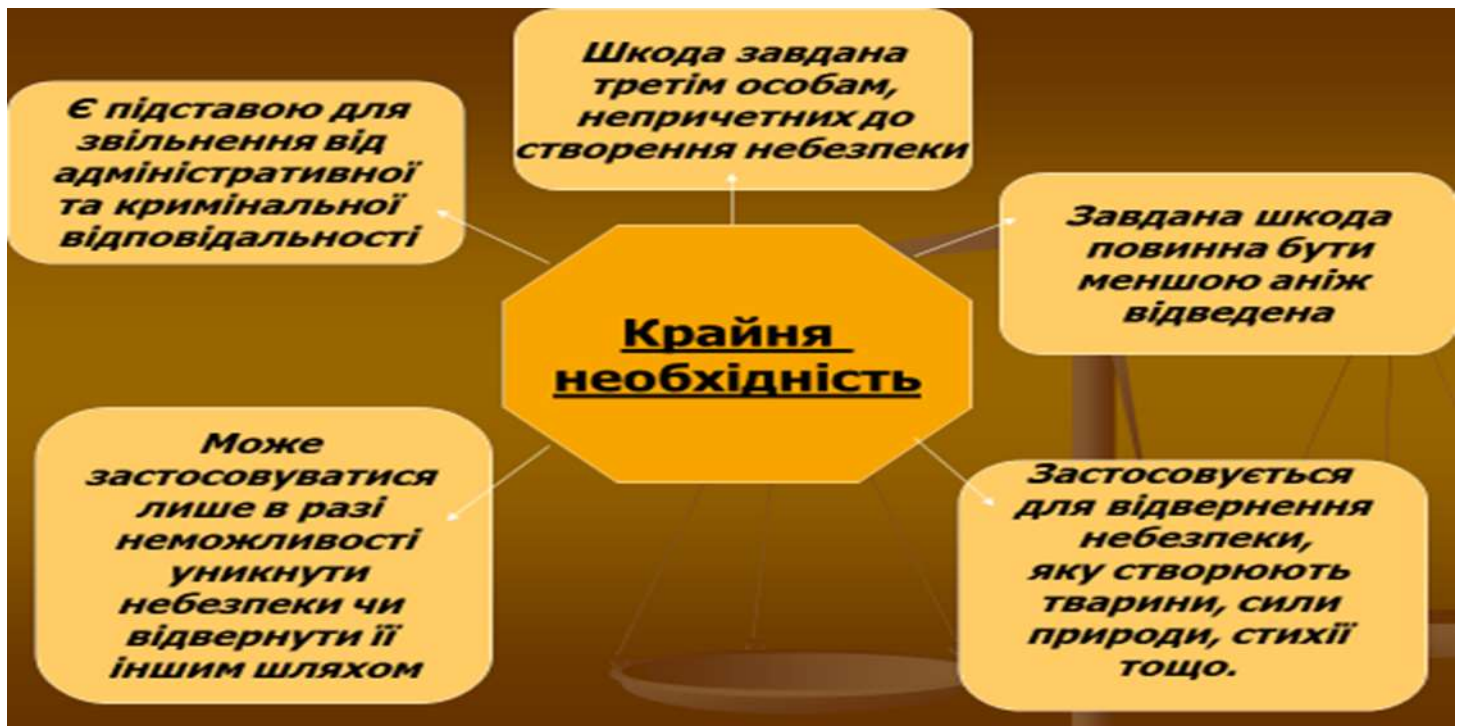 Шкода завдана
третім особам,
непричетних до
створення небезпеки
Є підставою для
звільнення від
адміністративної
та кримінальної
відповідальності
Завдана шкода
повинна бути
меншою аніж
відведена
Крайня
необхідність
Може
застосовуватися
лише в разі
неможливості
уникнути
небезпеки чи
відвернути її
іншим шляхом
Застосовується
для відвернення
небезпеки,
яку створюють
тварини, сили
природи, стихії
тощо.